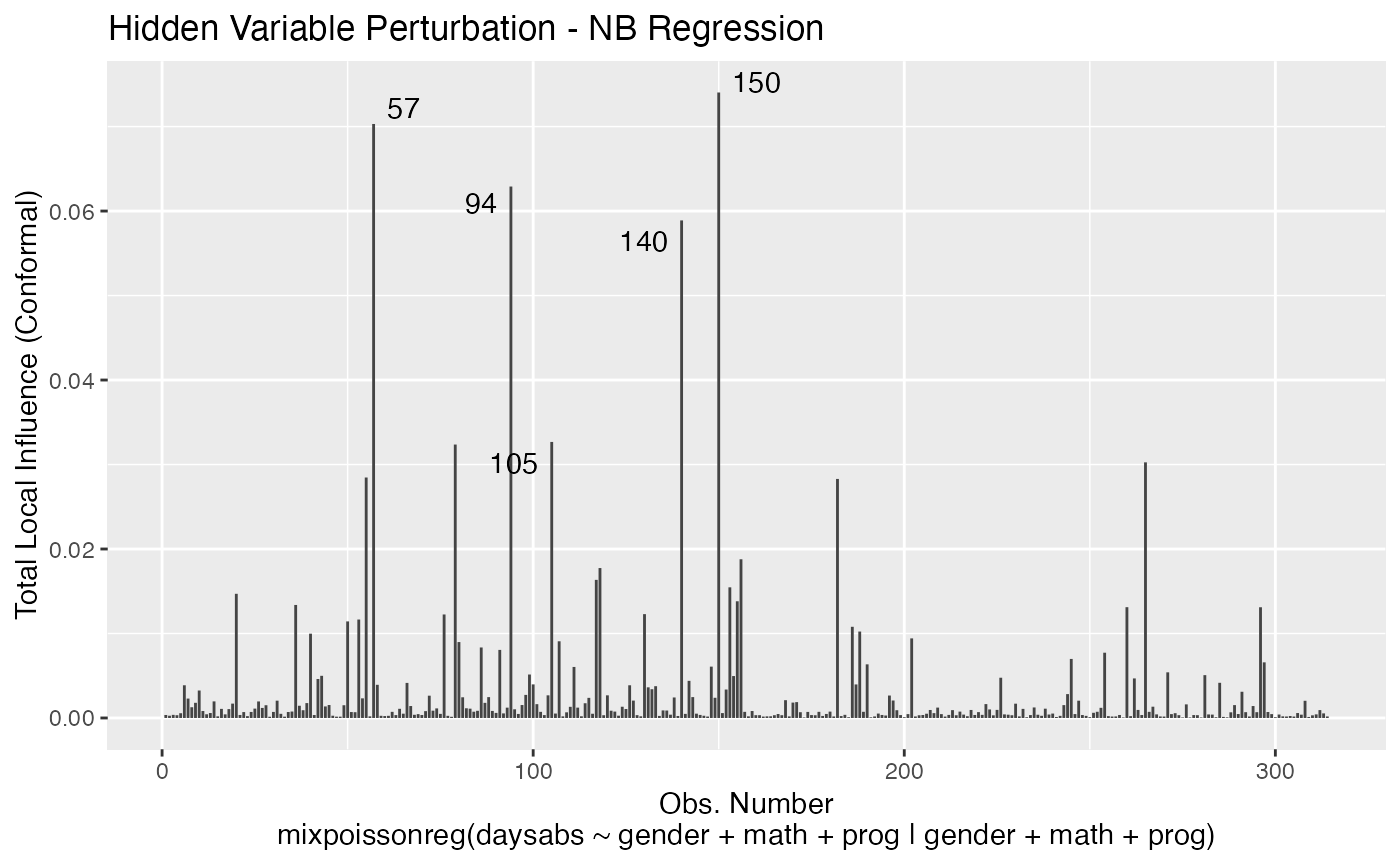 Hidden Variable Perturbation - NB Regression
150
57
94
140
105
Total Local Influence (Conformal)
0.06
0.04
0.02
0.00
0 100 200 300
Obs. Number
mixpoissonreg(daysabs ~ gender + math + prog | gender + math + prog)